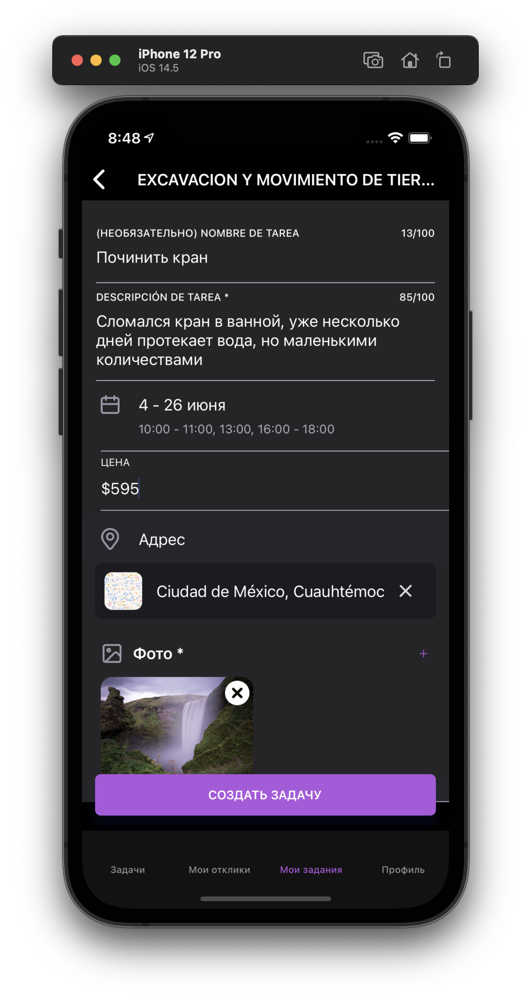 iPhone 12 Pro
iOS 14.5
8:48
EXCAVACION Y MOVIMIENTO DE TIER...
(НЕОБЯЗАТЕЛЬНО) NOMBRE DE TAREA 13/100
Починить кран
DESCRIPCIÓN DE TAREA * 85/100
Сломался кран в ванной, уже несколько
дней протекает вода, но маленькими
количествами
4 - 26 июня
10:00 - 11:00, 13:00, 16:00 - 18:00
ЦЕНА
$595
Адрес
Ciudad de México, Cuauhtémoc
Фото *
СОЗДАТЬ ЗАДАЧУ
Задачи Мои отклики Мои задания Профиль